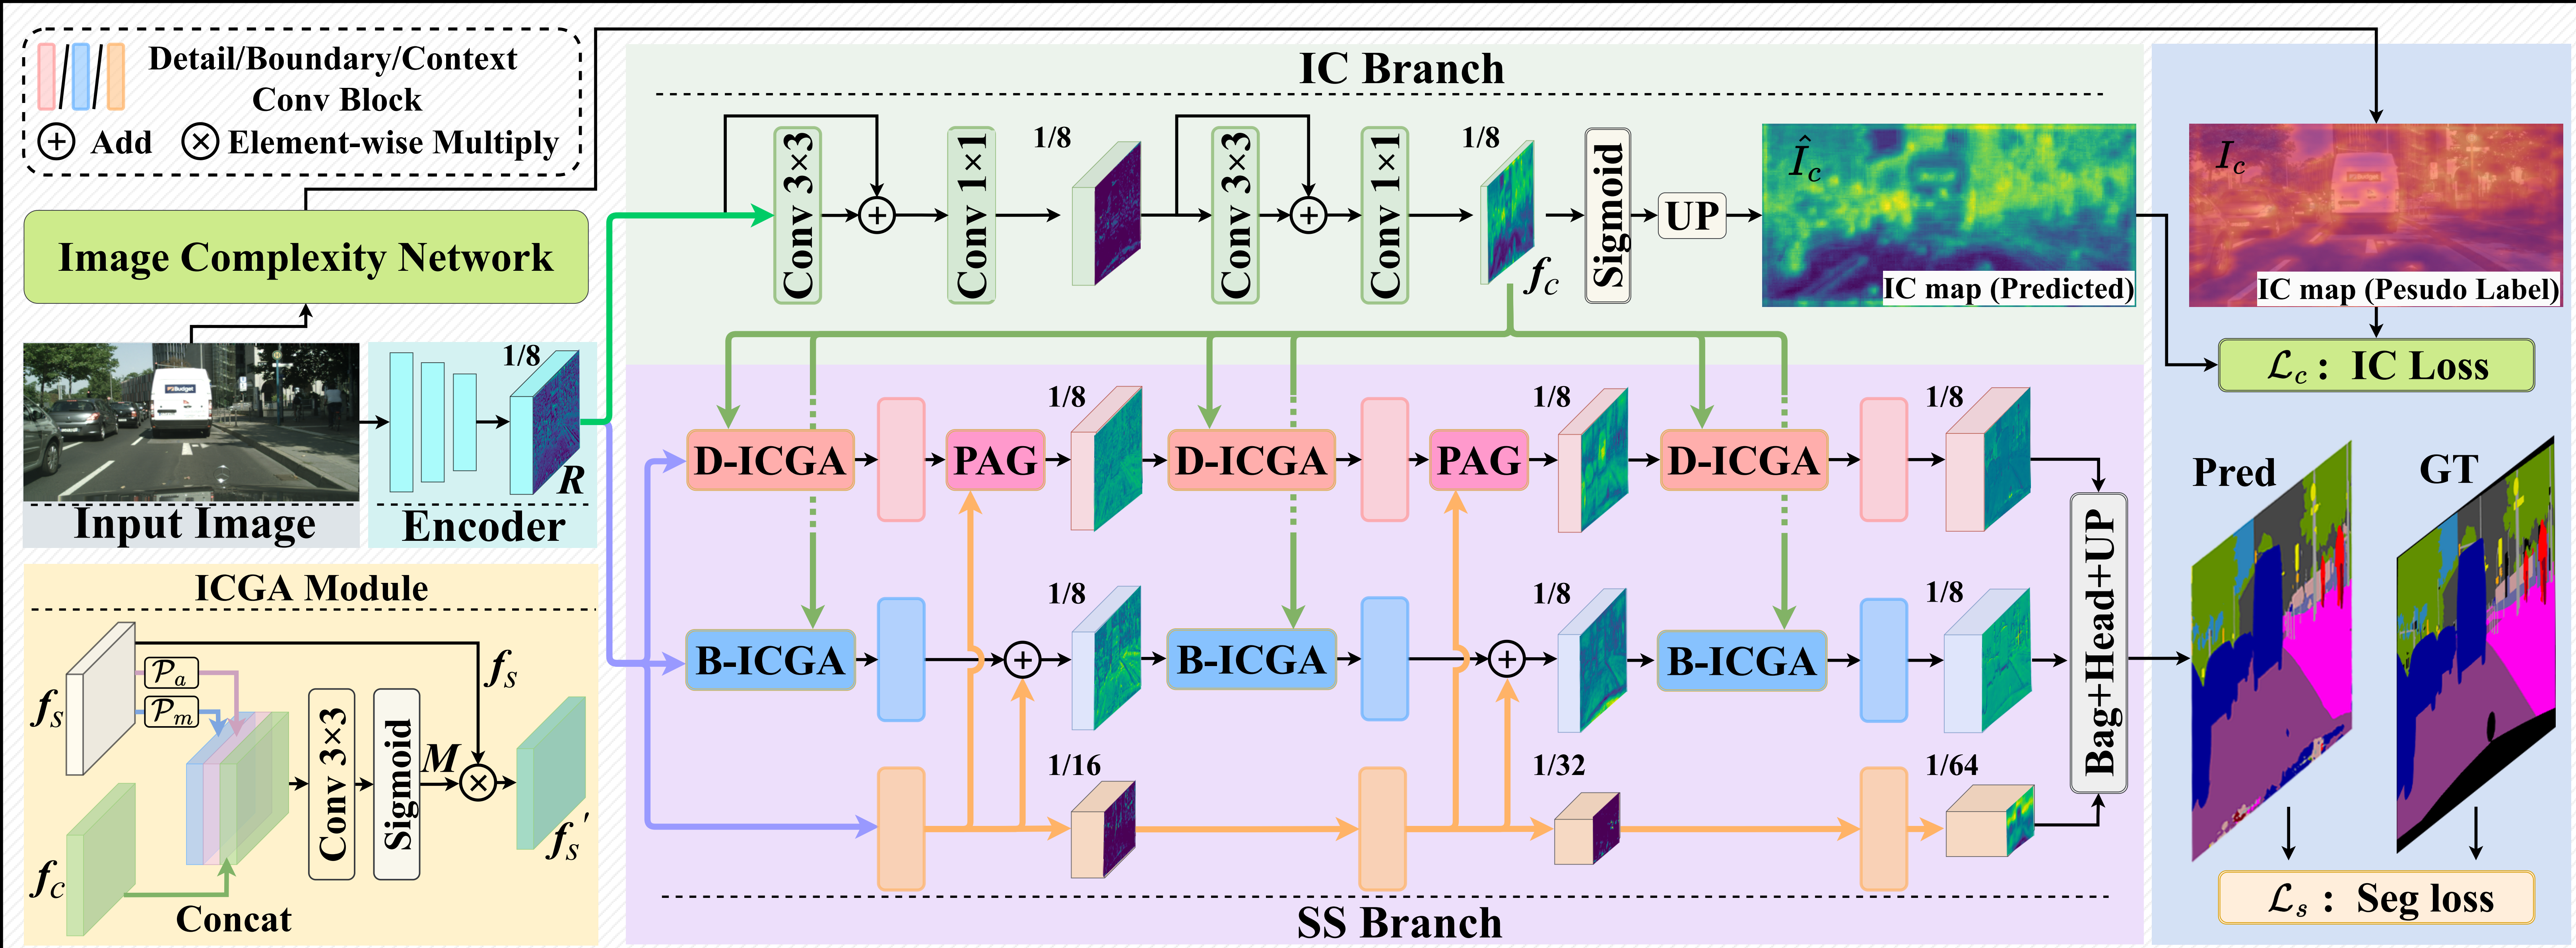 Detail/Boundary/Context
Conv Block
Add
Element-wise Multiply
Image Complexity Network
Budget
Input Image
1/8
R
Encoder
ICGA Module
f_s
𝒫_a
𝒫_m
f_c
Concat
Conv 3×3
Sigmoid
M
f_s
f_s'
IC Branch
Conv 3×3
Conv 1×1
1/8
Conv 3×3
Conv 1×1
1/8
f_c
Sigmoid
UP
Î_c
IC map (Predicted)
D-ICGA
PAG
1/8
D-ICGA
PAG
1/8
D-ICGA
1/8
B-ICGA
1/8
B-ICGA
1/8
B-ICGA
1/8
1/16
1/32
1/64
Bag+Head+UP
SS Branch
I_c
IC map (Pesudo Label)
ℒ_c : IC Loss
Pred
GT
ℒ_s : Seg loss